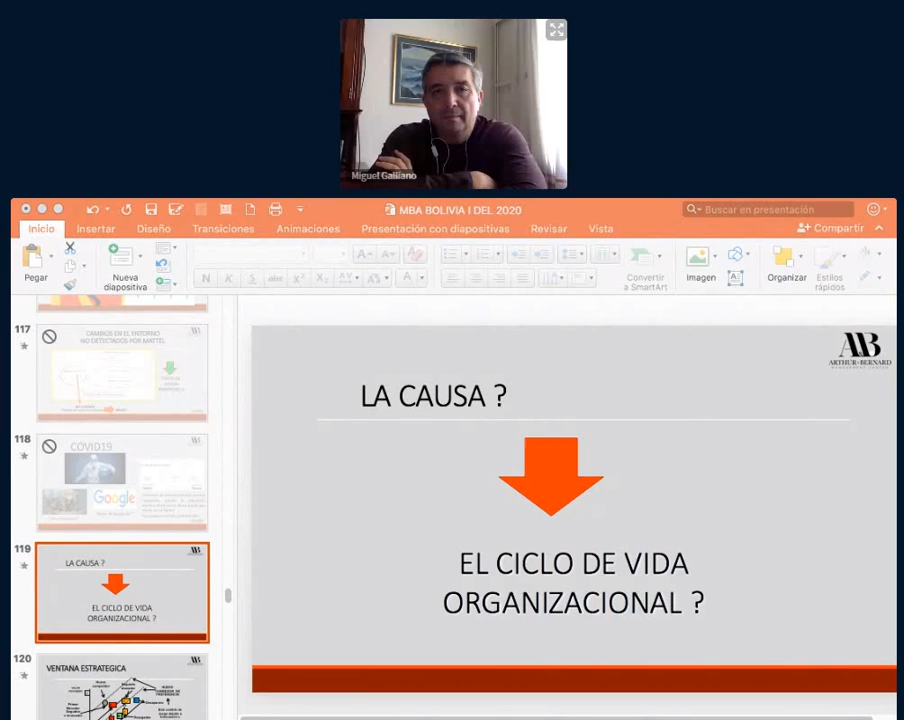 Miguel Galliano
MBA BOLIVIA I DEL 2020
Buscar en presentación
Inicio
Insertar
Diseño
Transiciones
Animaciones
Presentación con diapositivas
Revisar
Vista
Compartir
Pegar
Nueva
diapositiva
N K S abc X² X₂ A
Convertir
a SmartArt
Imagen
Organizar
Estilos
rápidos
117
CAMBIOS EN EL ENTORNO
NO DETECTADOS POR MATTEL
118
COVID19
Google
119
LA CAUSA ?
EL CICLO DE VIDA
ORGANIZACIONAL ?
120
VENTANA ESTRATEGICA
AB
ARTHUR BERNARD
LA CAUSA ?
EL CICLO DE VIDA
ORGANIZACIONAL ?